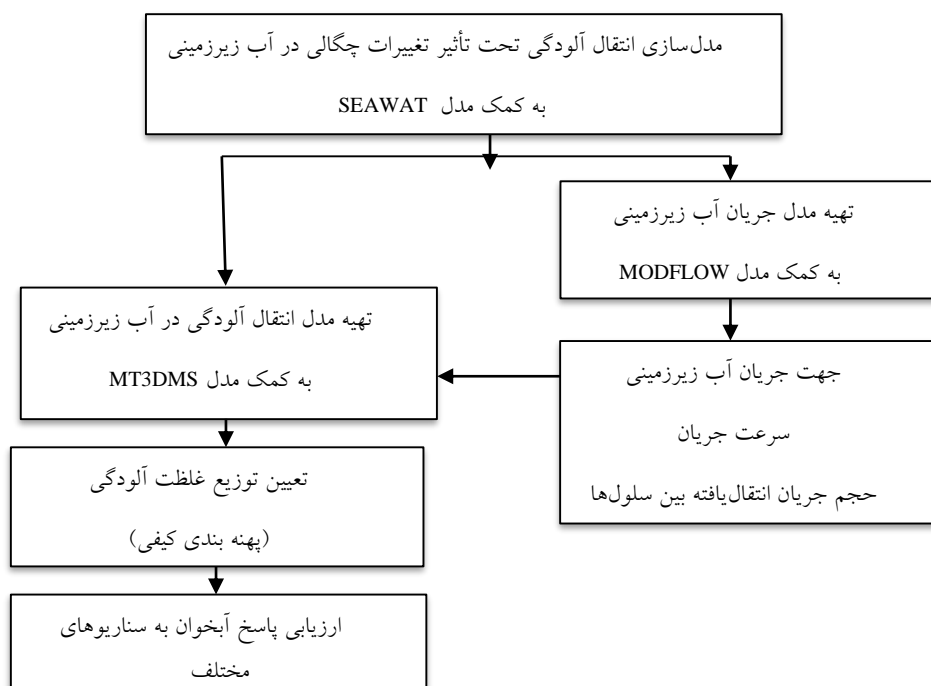 مدل‌سازی انتقال آلودگی تحت تأثیر تغییرات چگالی در آب زیرزمینی
به کمک مدل SEAWAT
تهیه مدل جریان آب زیرزمینی
به کمک مدل MODFLOW
تهیه مدل انتقال آلودگی در آب زیرزمینی
به کمک مدل MT3DMS
جهت جریان آب زیرزمینی
سرعت جریان
حجم جریان انتقال‌یافته بین سلول‌ها
تعیین توزیع غلظت آلودگی
(پهنه بندی کیفی)
ارزیابی پاسخ آبخوان به سناریوهای
مختلف